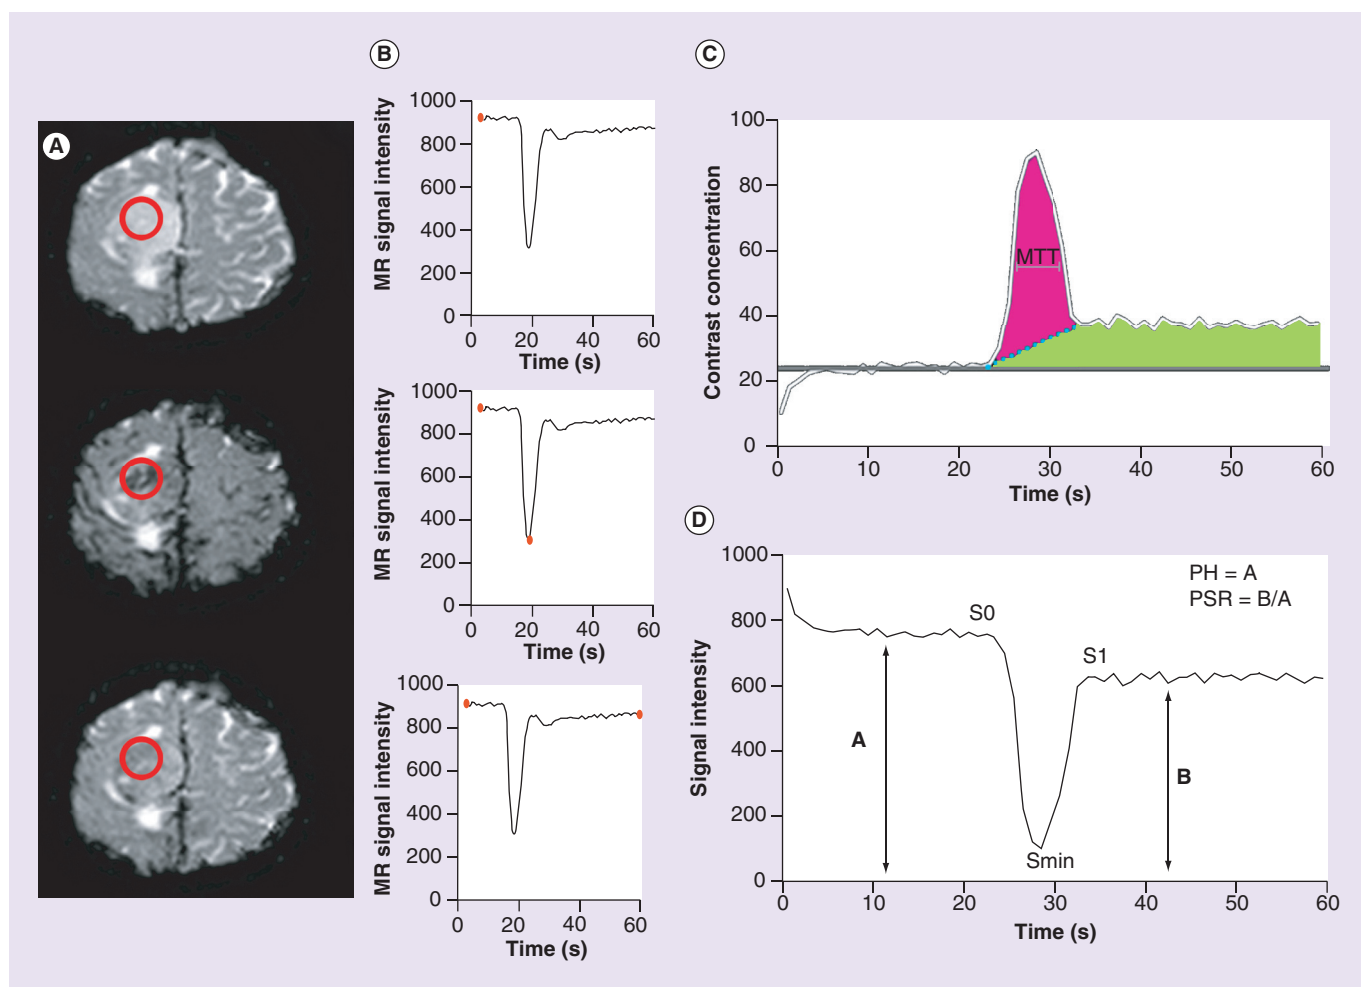 A
B
MR signal intensity
1000
800
600
400
200
0
0 20 40 60
Time (s)
MR signal intensity
1000
800
600
400
200
0
0 20 40 60
Time (s)
MR signal intensity
1000
800
600
400
200
0
0 20 40 60
Time (s)
C
Contrast concentration
100
80
60
40
20
0
MTT
0 10 20 30 40 50 60
Time (s)
D
Signal intensity
1000
800
600
400
200
0
PH = A
PSR = B/A
S0
S1
A
B
Smin
0 10 20 30 40 50 60
Time (s)